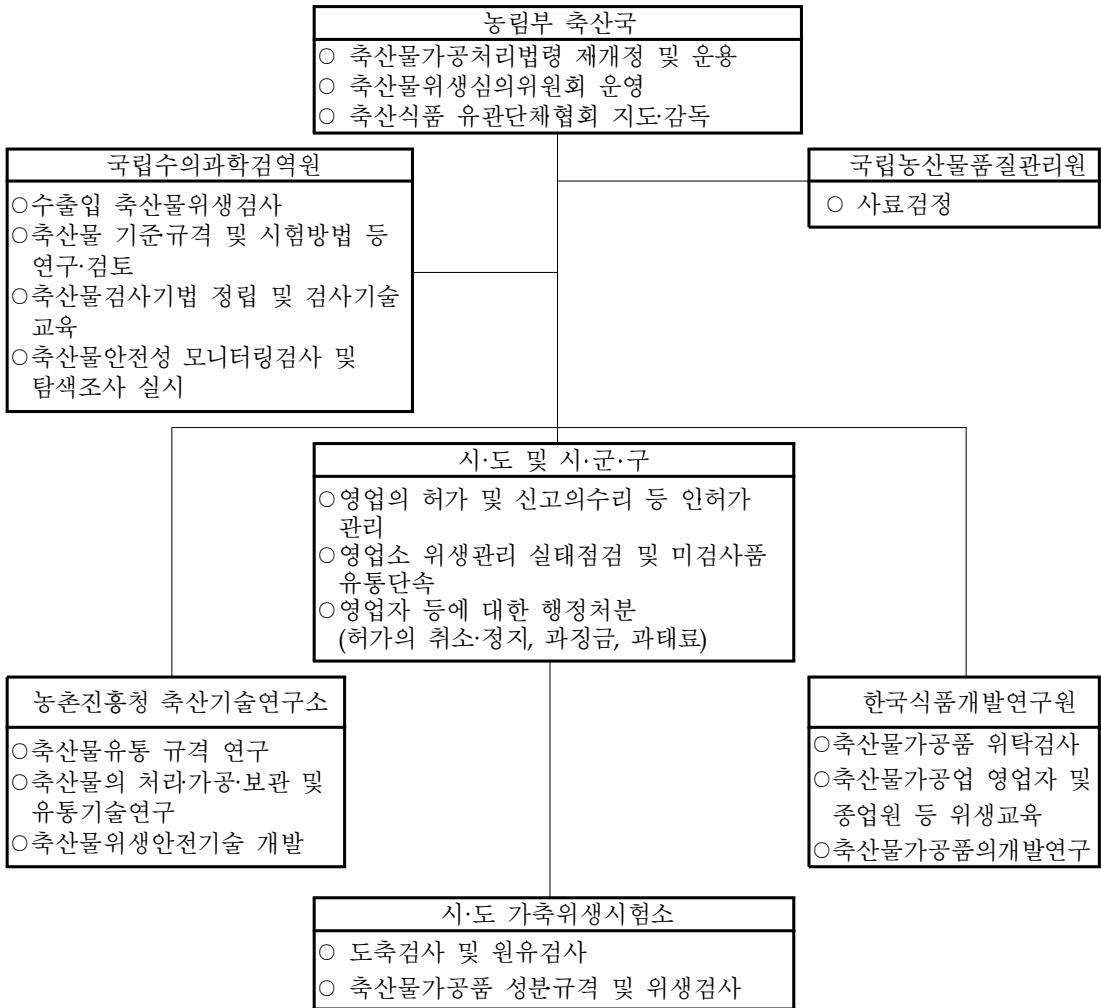 농림부 축산국
○ 축산물가공처리법령 재개정 및 운용
○ 축산물위생심의위원회 운영
○ 축산식품 유관단체협회 지도·감독
국립수의과학검역원
○수출입 축산물위생검사
○축산물 기준규격 및 시험방법 등
연구·검토
○축산물검사기법 정립 및 검사기술
교육
○축산물안전성 모니터링검사 및
탐색조사 실시
국립농산물품질관리원
○ 사료검정
시·도 및 시·군·구
○영업의 허가 및 신고의수리 등 인허가
관리
○영업소 위생관리 실태점검 및 미검사품
유통단속
○영업자 등에 대한 행정처분
(허가의 취소·정지, 과징금, 과태료)
농촌진흥청 축산기술연구소
○축산물유통 규격 연구
○축산물의 처리·가공·보관 및
유통기술연구
○축산물위생안전기술 개발
한국식품개발연구원
○축산물가공품 위탁검사
○축산물가공업 영업자 및
종업원 등 위생교육
○축산물가공품의개발연구
시·도 가축위생시험소
○ 도축검사 및 원유검사
○ 축산물가공품 성분규격 및 위생검사